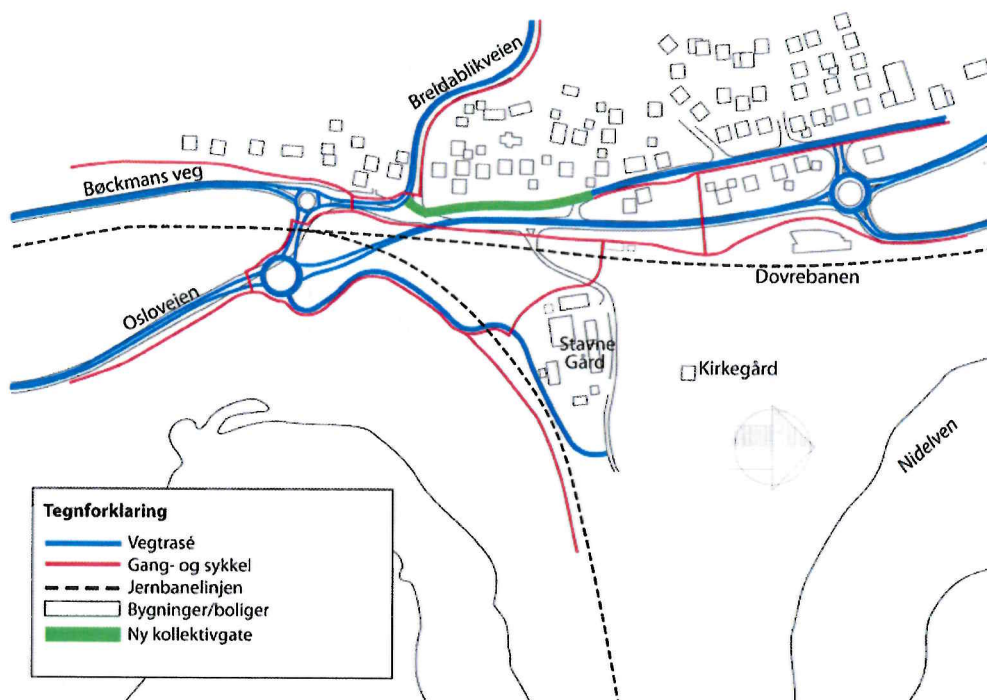 Breidablikveien
Bøckmans veg
Dovrebanen
Osloveien
Stavne
Gård
Kirkegård
Nidelven
Tegnforklaring
Vegtrasé
Gang- og sykkel
Jernbanelinjen
Bygninger/boliger
Ny kollektivgate